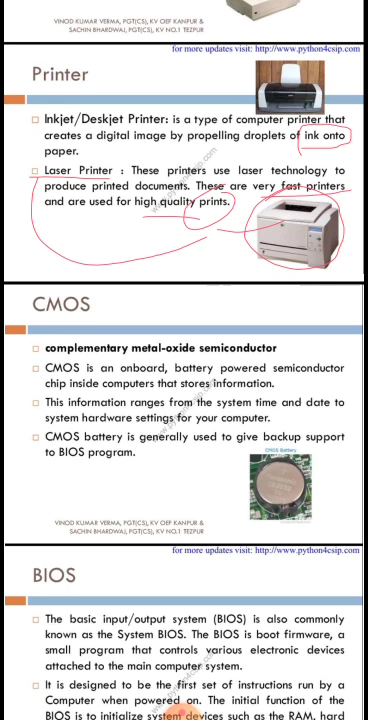 VINOD KUMAR VERMA, PGT(CS), KV OEF KANPUR &
SACHIN BHARDWAJ, PGT(CS), KV NO.1 TEZPUR
for more updates visit: http://www.python4csip.com
Printer
Inkjet/Deskjet Printer: is a type of computer printer that
creates a digital image by propelling droplets of ink onto
paper.
Laser Printer : These printers use laser technology to
produce printed documents. These are very fast printers
and are used for high quality prints.
CMOS
complementary metal-oxide semiconductor
CMOS is an onboard, battery powered semiconductor
chip inside computers that stores information.
This information ranges from the system time and date to
system hardware settings for your computer.
CMOS battery is generally used to give backup support
to BIOS program.
CMOS Battery
VINOD KUMAR VERMA, PGT(CS), KV OEF KANPUR &
SACHIN BHARDWAJ, PGT(CS), KV NO.1 TEZPUR
for more updates visit: http://www.python4csip.com
BIOS
The basic input/output system (BIOS) is also commonly
known as the System BIOS. The BIOS is boot firmware, a
small program that controls various electronic devices
attached to the main computer system.
It is designed to be the first set of instructions run by a
Computer when powered on. The initial function of the
BIOS is to initialize system devices such as the RAM, hard